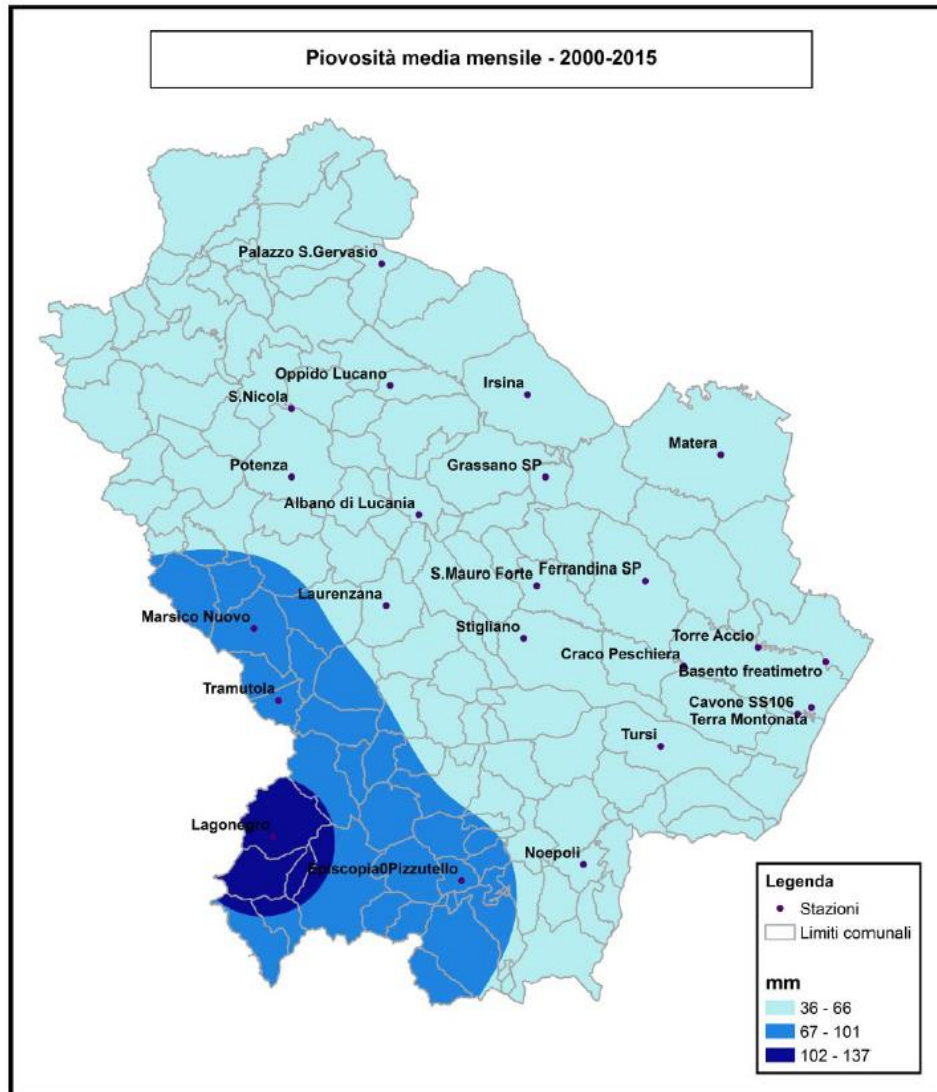 Piovosità media mensile - 2000-2015
Palazzo S.Gervasio
Oppido Lucano
Irsina
S.Nicola
Matera
Potenza
Grassano SP
Albano di Lucania
S.Mauro Forte
Ferrandina SP
Laurenzana
Marsico Nuovo
Stigliano
Torre Accio
Craco Peschiera
Basento freatimetro
Tramutola
Cavone SS106
Terra Montonata
Tursi
Lagonegro
Noepoli
Episcopia0Pizzutello
Legenda
Stazioni
Limiti comunali
mm
36 - 66
67 - 101
102 - 137